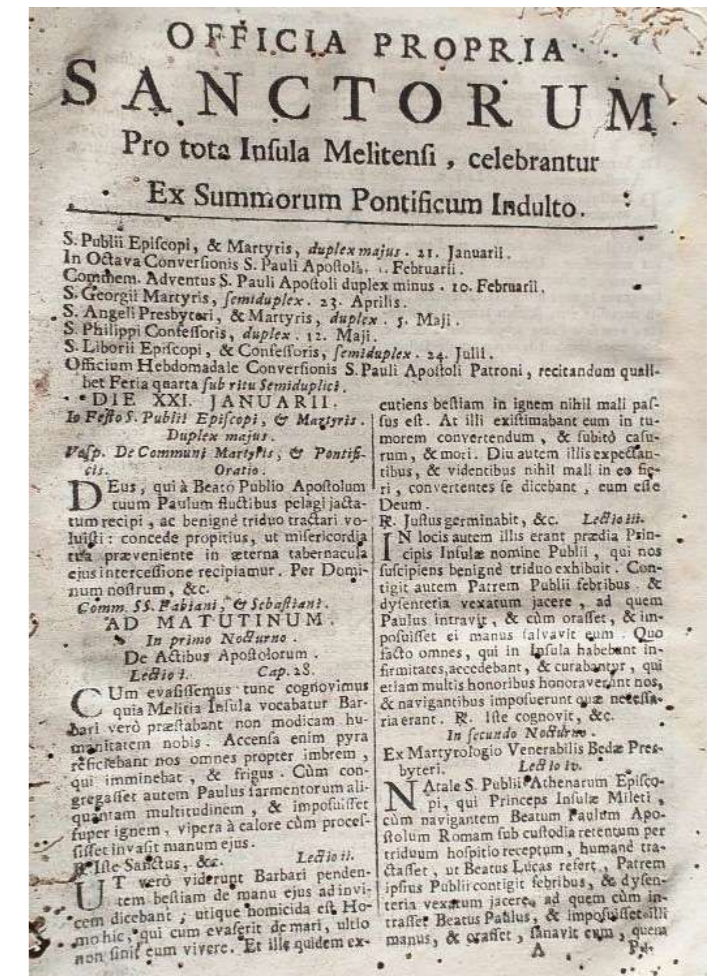 OFFICIA PROPRIA
SANCTORUM
Pro tota Insula Melitensi, celebrantur
Ex Summorum Pontificum Indulto.
S. Publii Episcopi, & Martyris, duplex majus. 21. Januarii.
In Octava Conversionis S. Pauli Apostoli. Februarii.
Commem. Adventus S. Pauli Apostoli duplex minus. 10. Februarii.
S. Georgii Martyris, semiduplex. 23. Aprilis.
S. Angeli Presbyteri, & Martyris, duplex. 5. Maji.
S. Philippi Confessoris, duplex. 12. Maji.
S. Liborii Episcopi, & Confessoris, semiduplex. 24. Julii.
Officium Hebdomadale Conversionis S. Pauli Apostoli Patroni, recitandum quali-
bet Feria quarta sub ritu Semiduplici.
DIE XXI. JANUARII.
In Festo S. Publii Episcopi, & Martyris.
Duplex majus.
Vesp. De Communi Martyris, & Pontifi-
cis. Oratio.
DEus, qui à Beato Publio Apostolum
tuum Paulum fluctibus pelagi jacta-
tum recipi, ac benignè triduo tractari vo-
luisti: concede propitius, ut misericordia
tua præveniente in æterna tabernacula
ejus intercessione recipiamur. Per Domi-
num nostrum, &c.
Comm. SS. Fabiani, & Sebastiani.
AD MATUTINUM.
In primo Nocturno.
De Actibus Apostolorum.
Lectio i. Cap. 28.
CUm evasissemus tunc cognovimus
quia Melitia Insula vocabatur Bar-
bari verò præstabant non modicam hu-
manitatem nobis. Accensa enim pyra
reficiebant nos omnes propter imbrem,
qui imminebat, & frigus. Cùm con-
gregasset autem Paulus sarmentorum ali-
quantam multitudinem, & imposuisset
super ignem, vipera à calore cùm proces-
sisset invasit manum ejus.
℟. Iste Sanctus, &c. Lectio ii.
UT verò viderunt Barbari penden-
tem bestiam de manu ejus ad invi-
cem dicebant; utique homicida est Ho-
mo hic, qui cum evaserit de mari, ultio
non sinit eum vivere. Et ille quidem ex-
cutiens bestiam in ignem nihil mali pas-
sus est. At illi existimabant eum in tu-
morem convertendum, & subitò casu-
rum, & mori. Diu autem illis expectan-
tibus, & videntibus nihil mali in eo fie-
ri, convertentes se dicebant, eum esse
Deum.
℟. Justus germinabit, &c. Lectio iii.
IN locis autem illis erant prædia Prin-
cipis Insulæ nomine Publii, qui nos
suscipiens benignè triduo exhibuit. Con-
tigit autem Patrem Publii febribus, &
dysenteria vexatum jacere, ad quem
Paulus intravit, & cùm orasset, & im-
posuisset ei manus salvavit eum. Quo
facto omnes, qui in Insula habebant in-
firmitates, accedebant, & curabantur, qui
etiam multis honoribus honoraverunt nos,
& navigantibus imposuerunt quæ necessa-
ria erant. ℟. Iste cognovit, &c.
In secundo Nocturno.
Ex Martyrologio Venerabilis Bedæ Pres-
byteri. Lectio iv.
NAtale S. Publii Athenarum Episco-
pi, qui Princeps Insulæ Mileti,
cùm navigantem Beatum Paulum Apo-
stolum Romam sub custodia retentum per
triduum hospitio receptum, humanè tra-
ctasset, ut Beatus Lucas refert, Patrem
ipsius Publii contigit febribus, & dysen-
teria vexatum jacere, ad quem cùm in-
trasset Beatus Paulus, & imposuisset illi
manus, & orasset, sanavit eum, quem
A